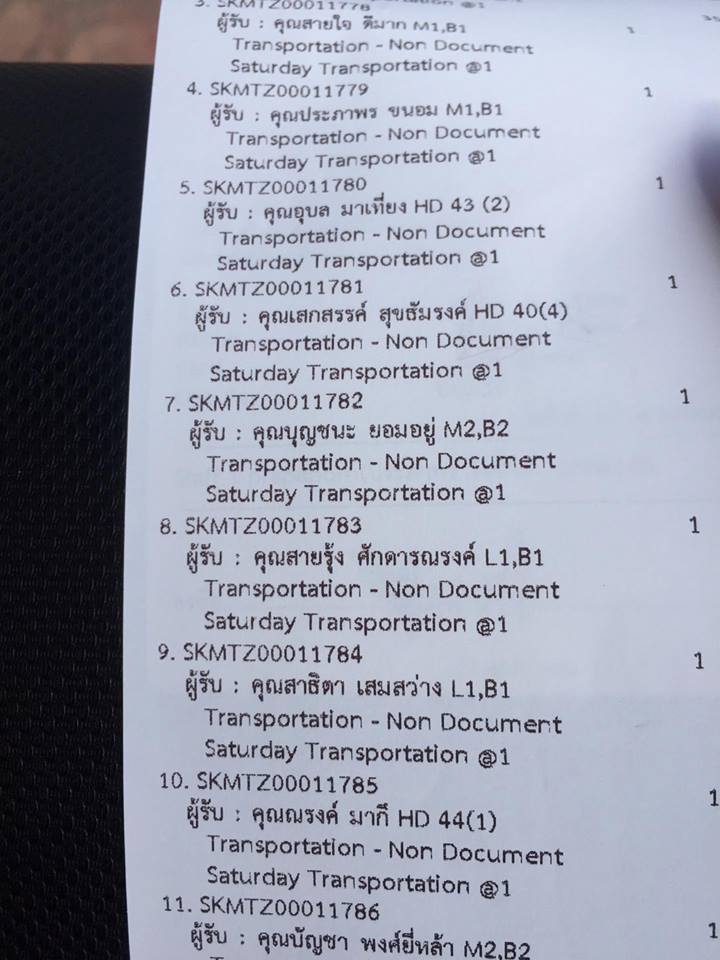 3. SKMTZ00011778
ผู้รับ : คุณสายใจ ดีมาก M1,B1 1
Transportation - Non Document
Saturday Transportation @1
4. SKMTZ00011779 1
ผู้รับ : คุณประภาพร ขนอม M1,B1
Transportation - Non Document
Saturday Transportation @1
5. SKMTZ00011780 1
ผู้รับ : คุณอุบล มาเที่ยง HD 43 (2)
Transportation - Non Document
Saturday Transportation @1
6. SKMTZ00011781 1
ผู้รับ : คุณเสกสรรค์ สุขธัมรงค์ HD 40(4)
Transportation - Non Document
Saturday Transportation @1
7. SKMTZ00011782 1
ผู้รับ : คุณบุญชนะ ยอมอยู่ M2,B2
Transportation - Non Document
Saturday Transportation @1
8. SKMTZ00011783 1
ผู้รับ : คุณสายรุ้ง ศักดารณรงค์ L1,B1
Transportation - Non Document
Saturday Transportation @1
9. SKMTZ00011784 1
ผู้รับ : คุณสาธิตา เสมสว่าง L1,B1
Transportation - Non Document
Saturday Transportation @1
10. SKMTZ00011785 1
ผู้รับ : คุณณรงค์ มากี HD 44(1)
Transportation - Non Document
Saturday Transportation @1
11. SKMTZ00011786 1
ผู้รับ : คุณบัญชา พงศ์ยี่หล้า M2,B2